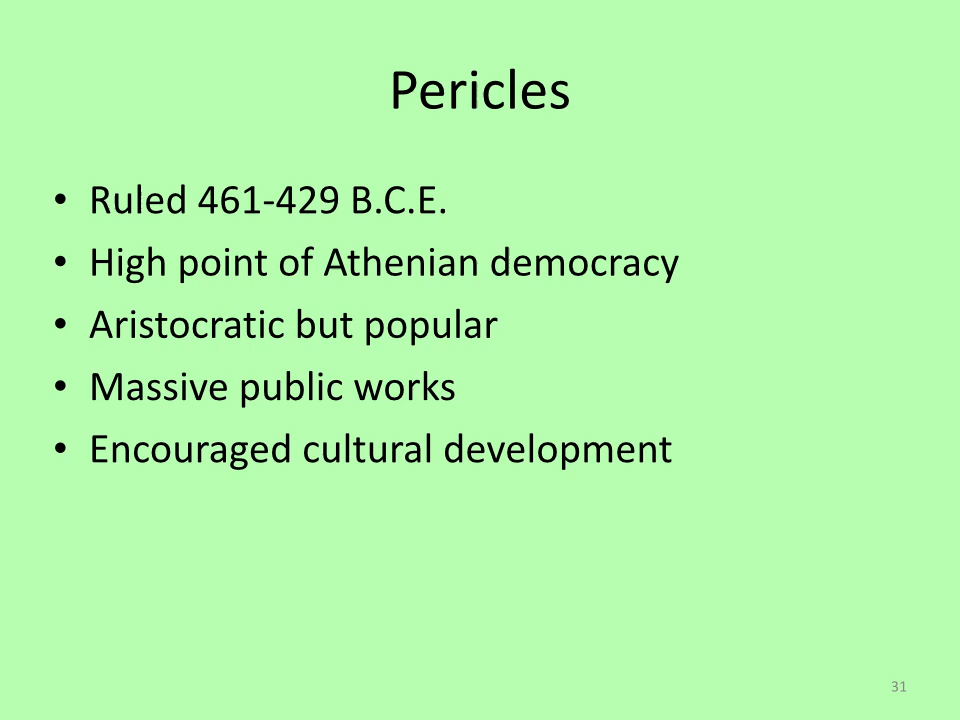 Pericles
• Ruled 461-429 B.C.E.
• High point of Athenian democracy
• Aristocratic but popular
• Massive public works
• Encouraged cultural development
31